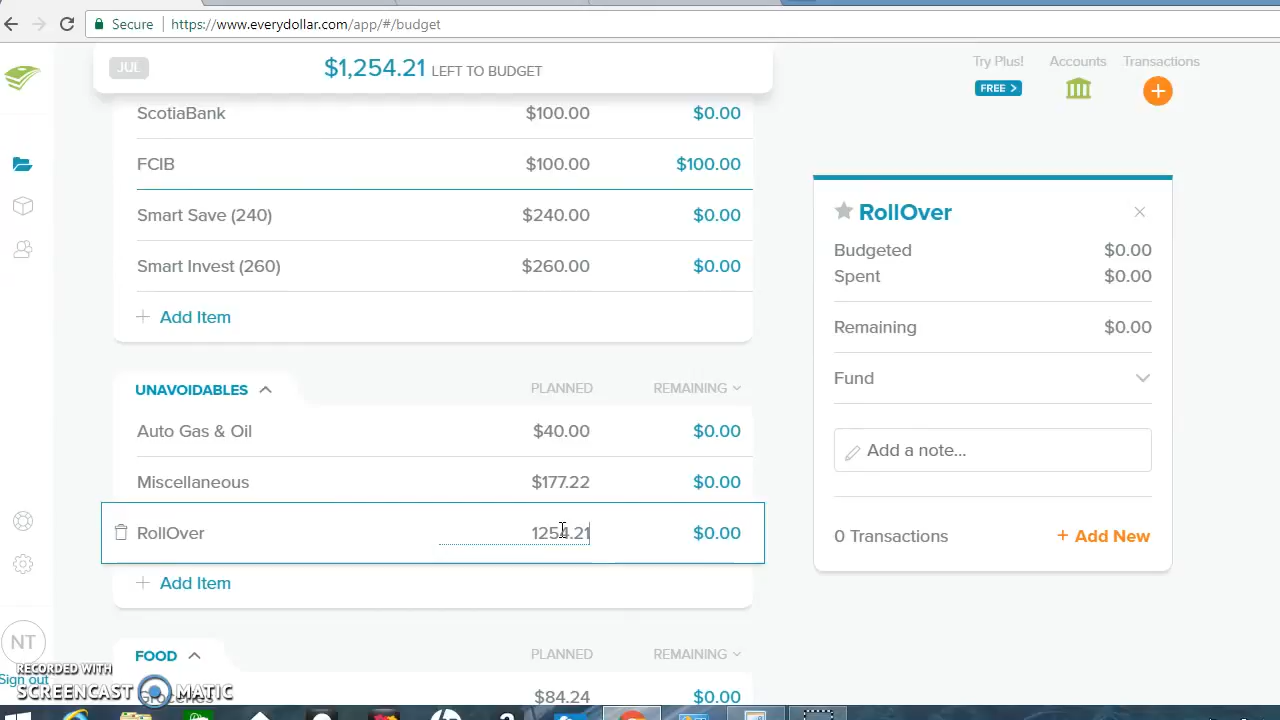 Secure https://www.everydollar.com/app/#/budget
JUL $1,254.21 LEFT TO BUDGET
Try Plus! Accounts Transactions
FREE >
ScotiaBank $100.00 $0.00
FCIB $100.00 $100.00
Smart Save (240) $240.00 $0.00
Smart Invest (260) $260.00 $0.00
+ Add Item
UNAVOIDABLES PLANNED REMAINING
Auto Gas & Oil $40.00 $0.00
Miscellaneous $177.22 $0.00
RollOver 1254.21 $0.00
+ Add Item
FOOD PLANNED REMAINING
Groceries $84.24 $0.00
RollOver ×
Budgeted $0.00
Spent $0.00
Remaining $0.00
Fund
Add a note...
0 Transactions + Add New
NT
Sign out
RECORDED WITH
SCREENCAST MATIC